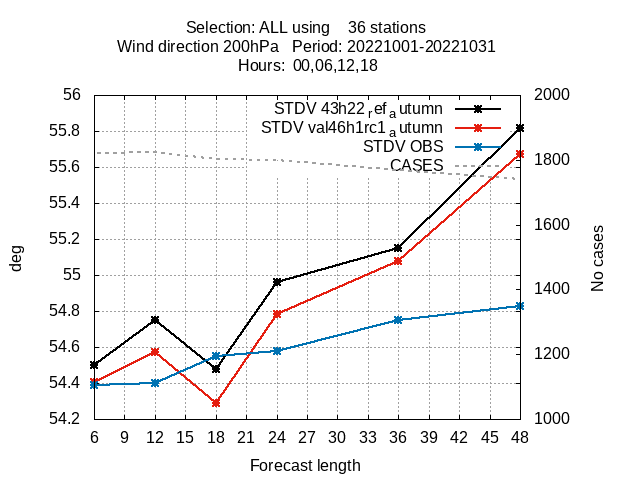 Selection: ALL using    36 stations
Wind direction 200hPa   Period: 20221001-20221031
Hours:  00,06,12,18
STDV 43h22_ref_autumn
STDV val46h1rc1_autumn
STDV OBS
CASES
56
55.8
55.6
55.4
55.2
55
54.8
54.6
54.4
54.2
deg
2000
1800
1600
1400
1200
1000
No cases
6 9 12 15 18 21 24 27 30 33 36 39 42 45 48
Forecast length